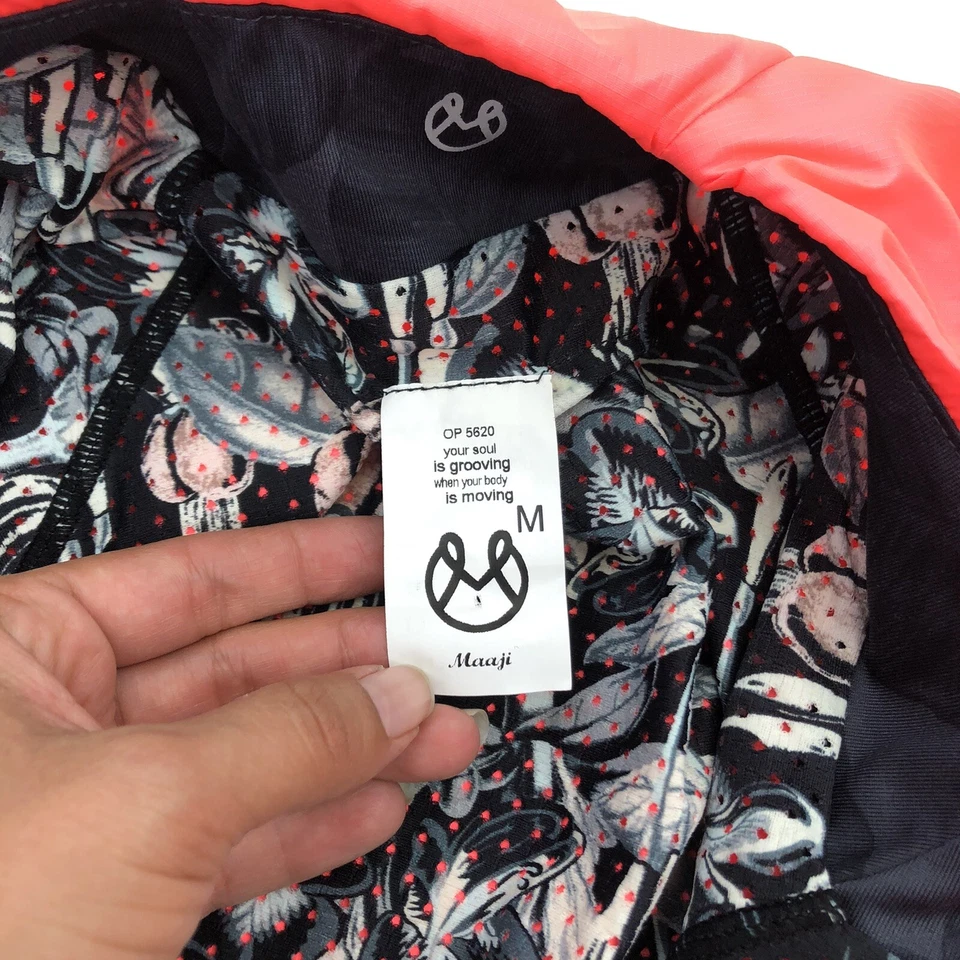 OP 5620
your soul
is grooving
when your body
is moving
M
Maaji